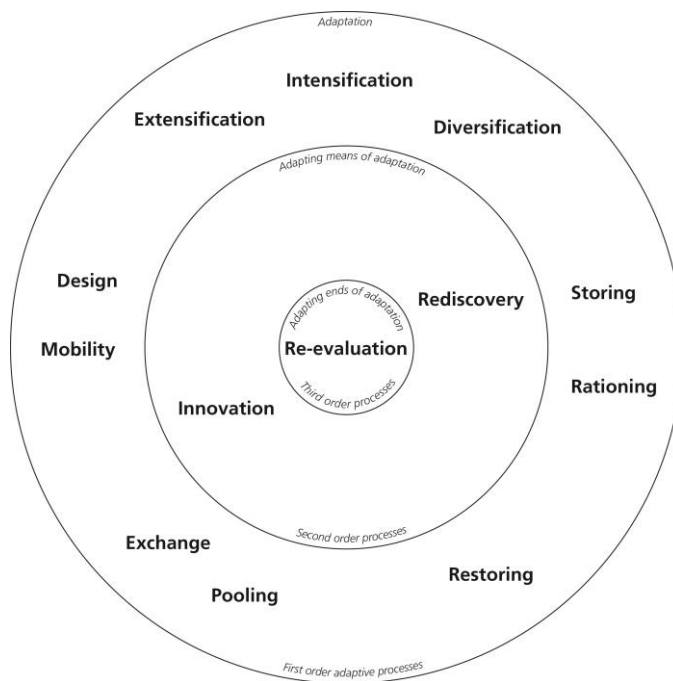 Adaptation
Intensification
Extensification
Diversification
Adapting means of adaptation
Design
Rediscovery
Storing
Adapting ends of adaptation
Mobility
Re-evaluation
Rationing
Third order processes
Innovation
Second order processes
Exchange
Restoring
Pooling
First order adaptive processes